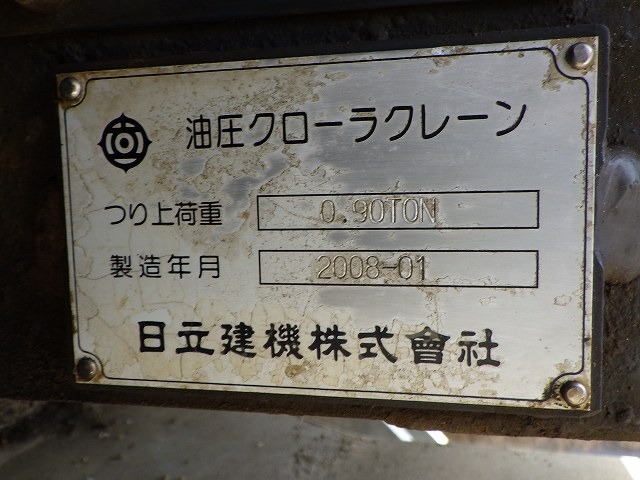 油圧クローラクレーン
つり上荷重 0.90TON
製造年月 2008-01
日立建機株式會社